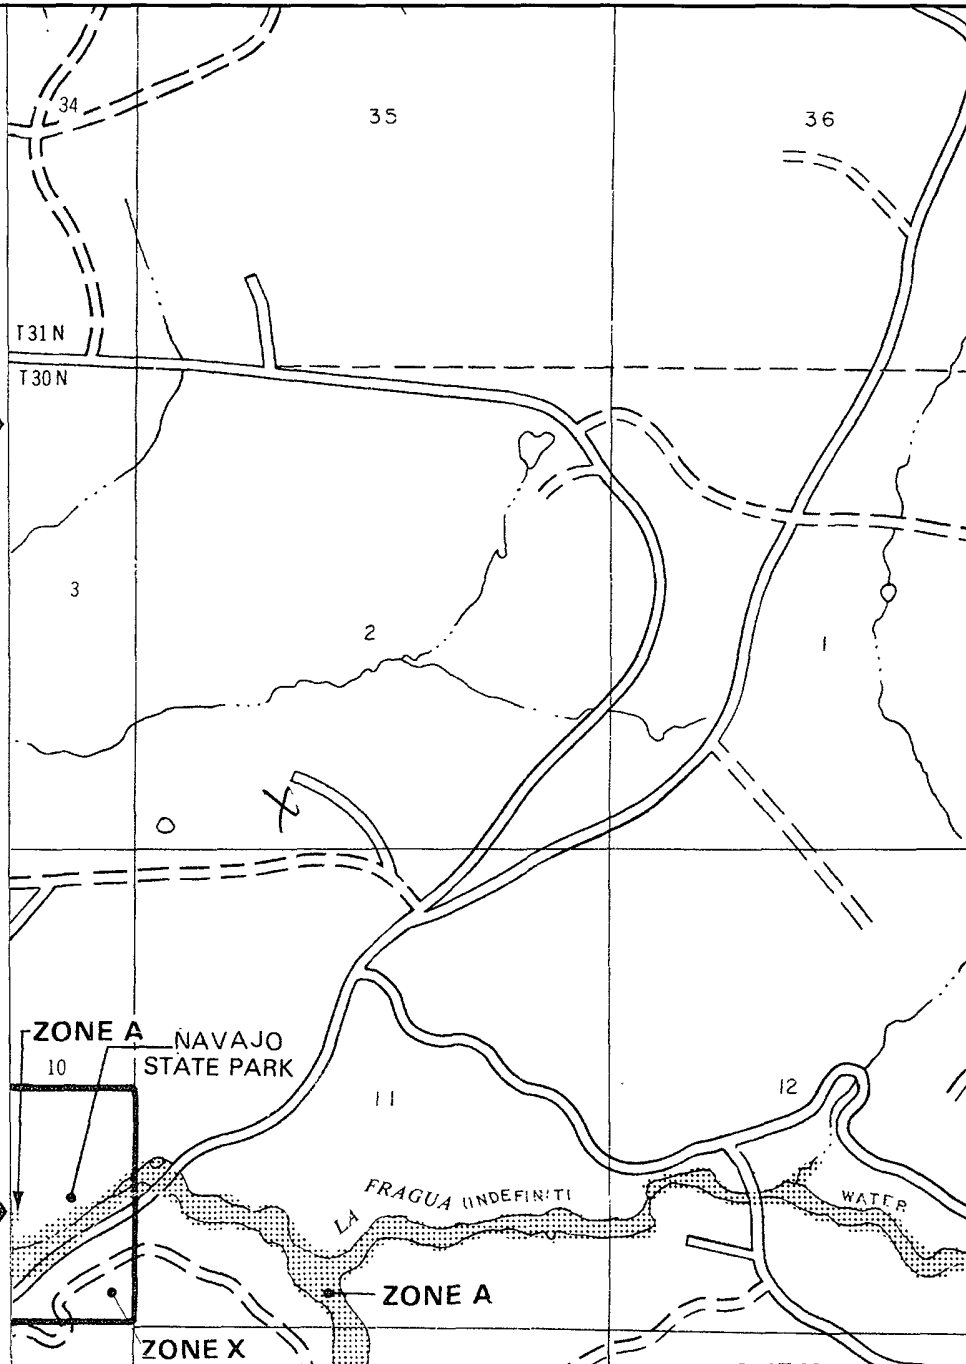 34
35
36
T31N
T30N
3
2
1
X
ZONE A
NAVAJO
10
STATE PARK
11
12
LA FRAGUA (INDEFINIT
WATER
ZONE A
ZONE X